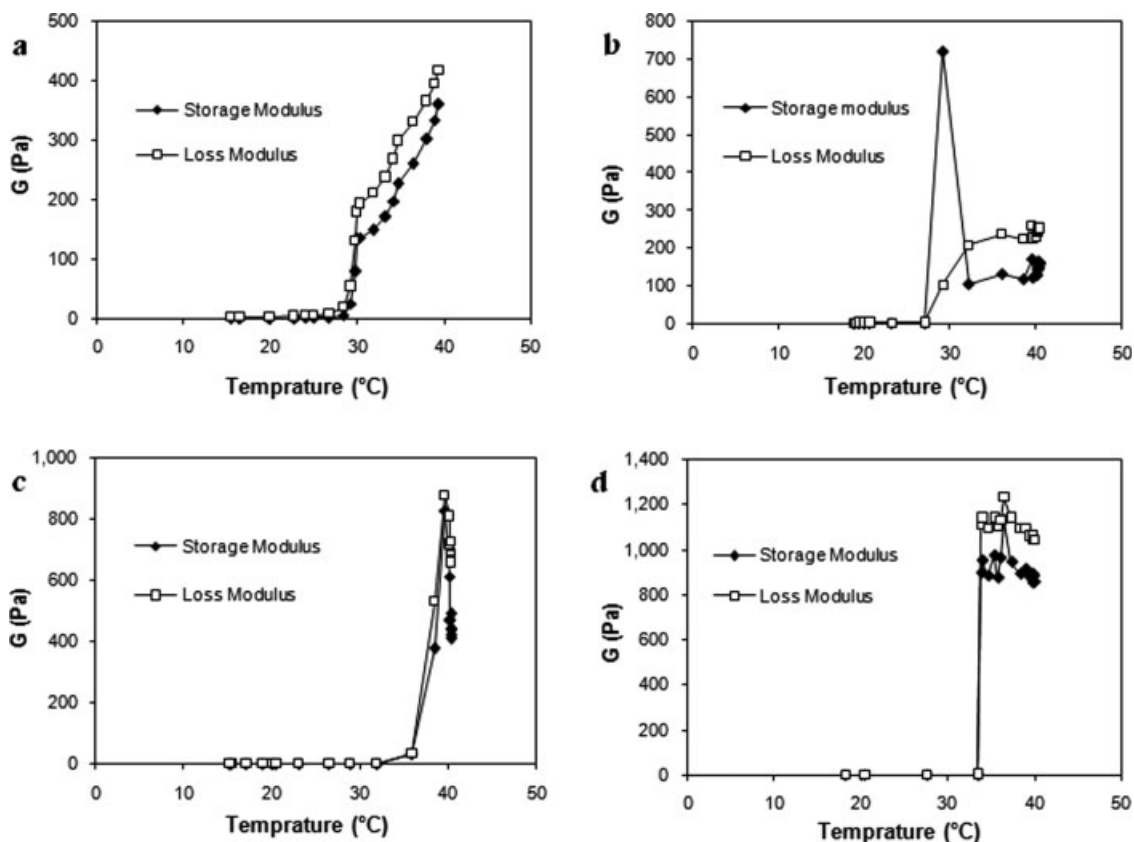 a
500
400
300
200
100
0
G (Pa)
Storage Modulus
Loss Modulus
0 10 20 30 40 50
Temprature (°C)
b
800
700
600
500
400
300
200
100
0
G (Pa)
Storage modulus
Loss Modulus
0 10 20 30 40 50
Temprature (°C)
c
1,000
800
600
400
200
0
G (Pa)
Storage Modulus
Loss Modulus
0 10 20 30 40 50
Temprature (°C)
d
1,400
1,200
1,000
800
600
400
200
0
G (Pa)
Storage Modulus
Loss Modulus
0 10 20 30 40 50
Temprature (°C)